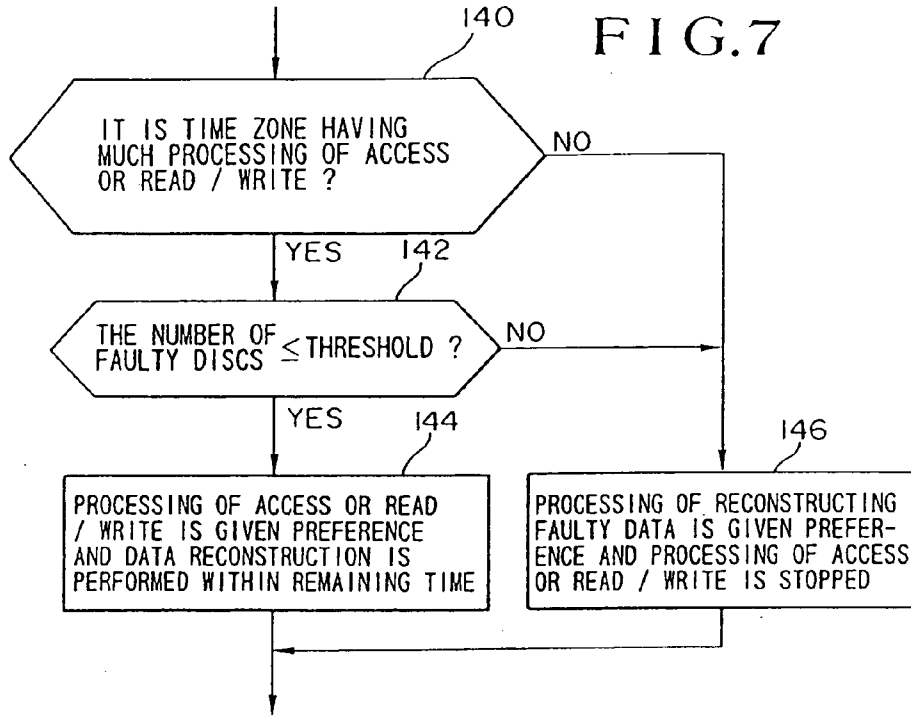 140
FIG.7
IT IS TIME ZONE HAVING
MUCH PROCESSING OF ACCESS
OR READ / WRITE ?
NO
YES
142
THE NUMBER OF
FAULTY DISCS ≤ THRESHOLD ?
NO
YES
144
PROCESSING OF ACCESS OR READ
/ WRITE IS GIVEN PREFERENCE
AND DATA RECONSTRUCTION IS
PERFORMED WITHIN REMAINING TIME
146
PROCESSING OF RECONSTRUCTING
FAULTY DATA IS GIVEN PREFER-
ENCE AND PROCESSING OF ACCESS
OR READ / WRITE IS STOPPED